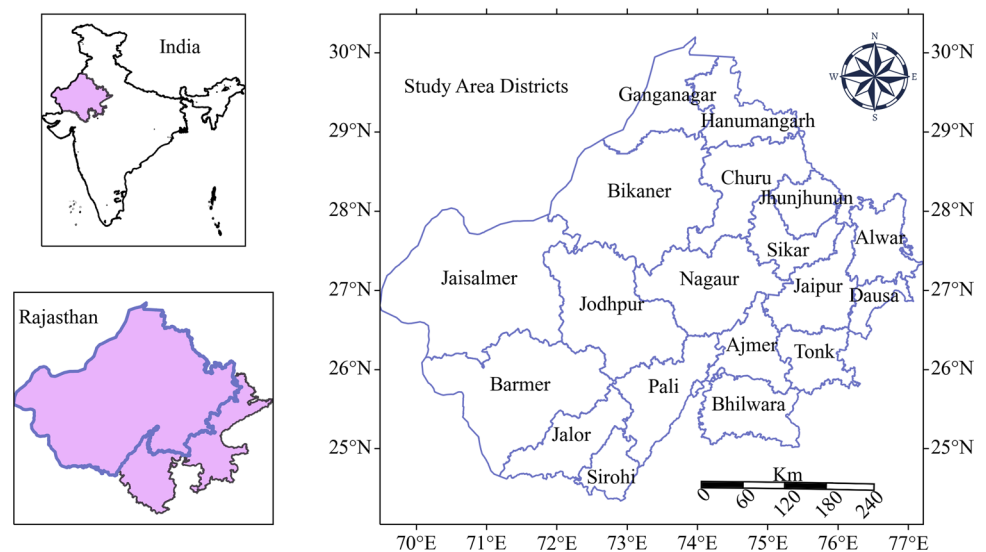 India
Rajasthan
Study Area Districts
N
W E
S
Ganganagar
Hanumangarh
Churu
Jhunjhunun
Bikaner
Alwar
Sikar
Jaisalmer
Nagaur
Jaipur
Dausa
Jodhpur
Ajmer
Tonk
Barmer
Pali
Bhilwara
Jalor
Sirohi
Km
0 60 120 180 240
30°N 30°N
29°N 29°N
28°N 28°N
27°N 27°N
26°N 26°N
25°N 25°N
70°E 71°E 72°E 73°E 74°E 75°E 76°E 77°E